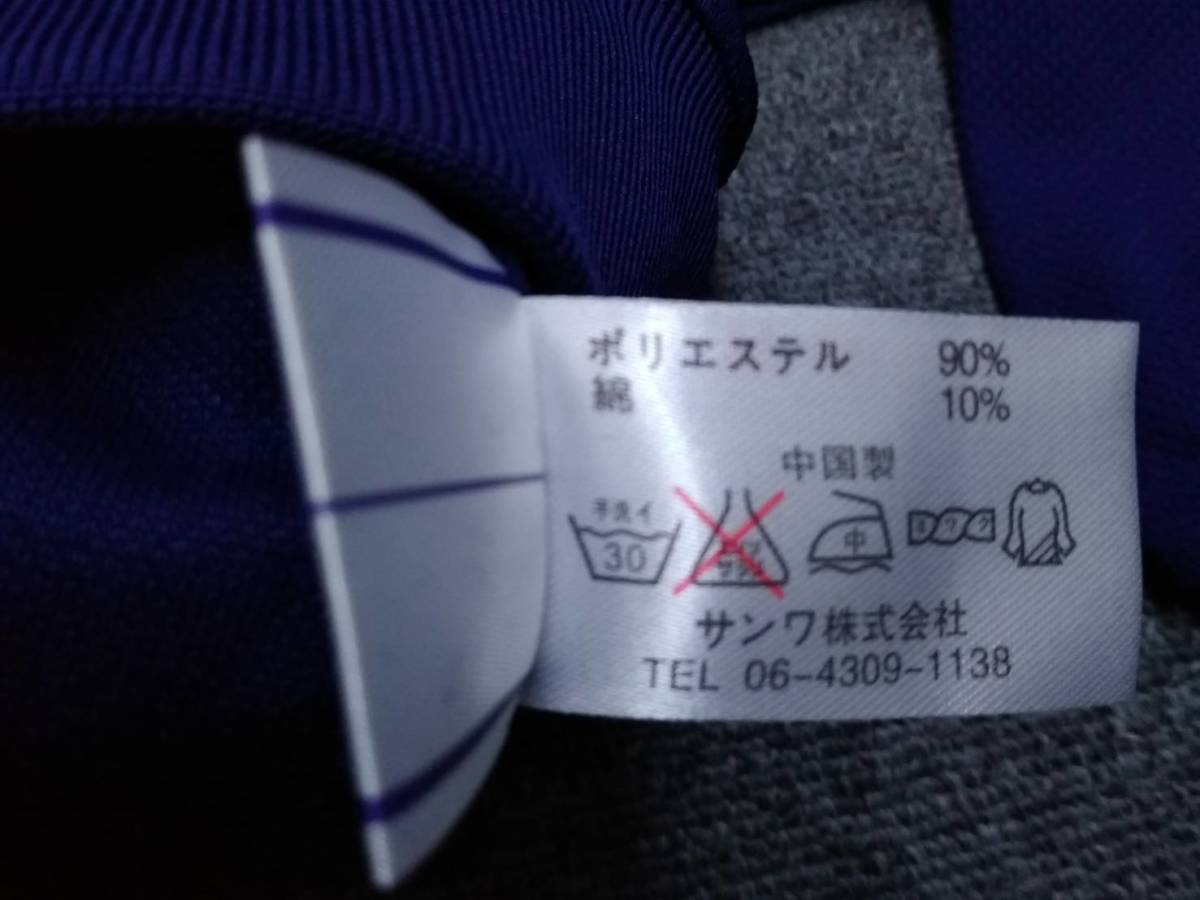 ポリエステル 90%
綿 10%
中国製
手洗イ
30
中
サンワ株式会社
TEL 06-4309-1138